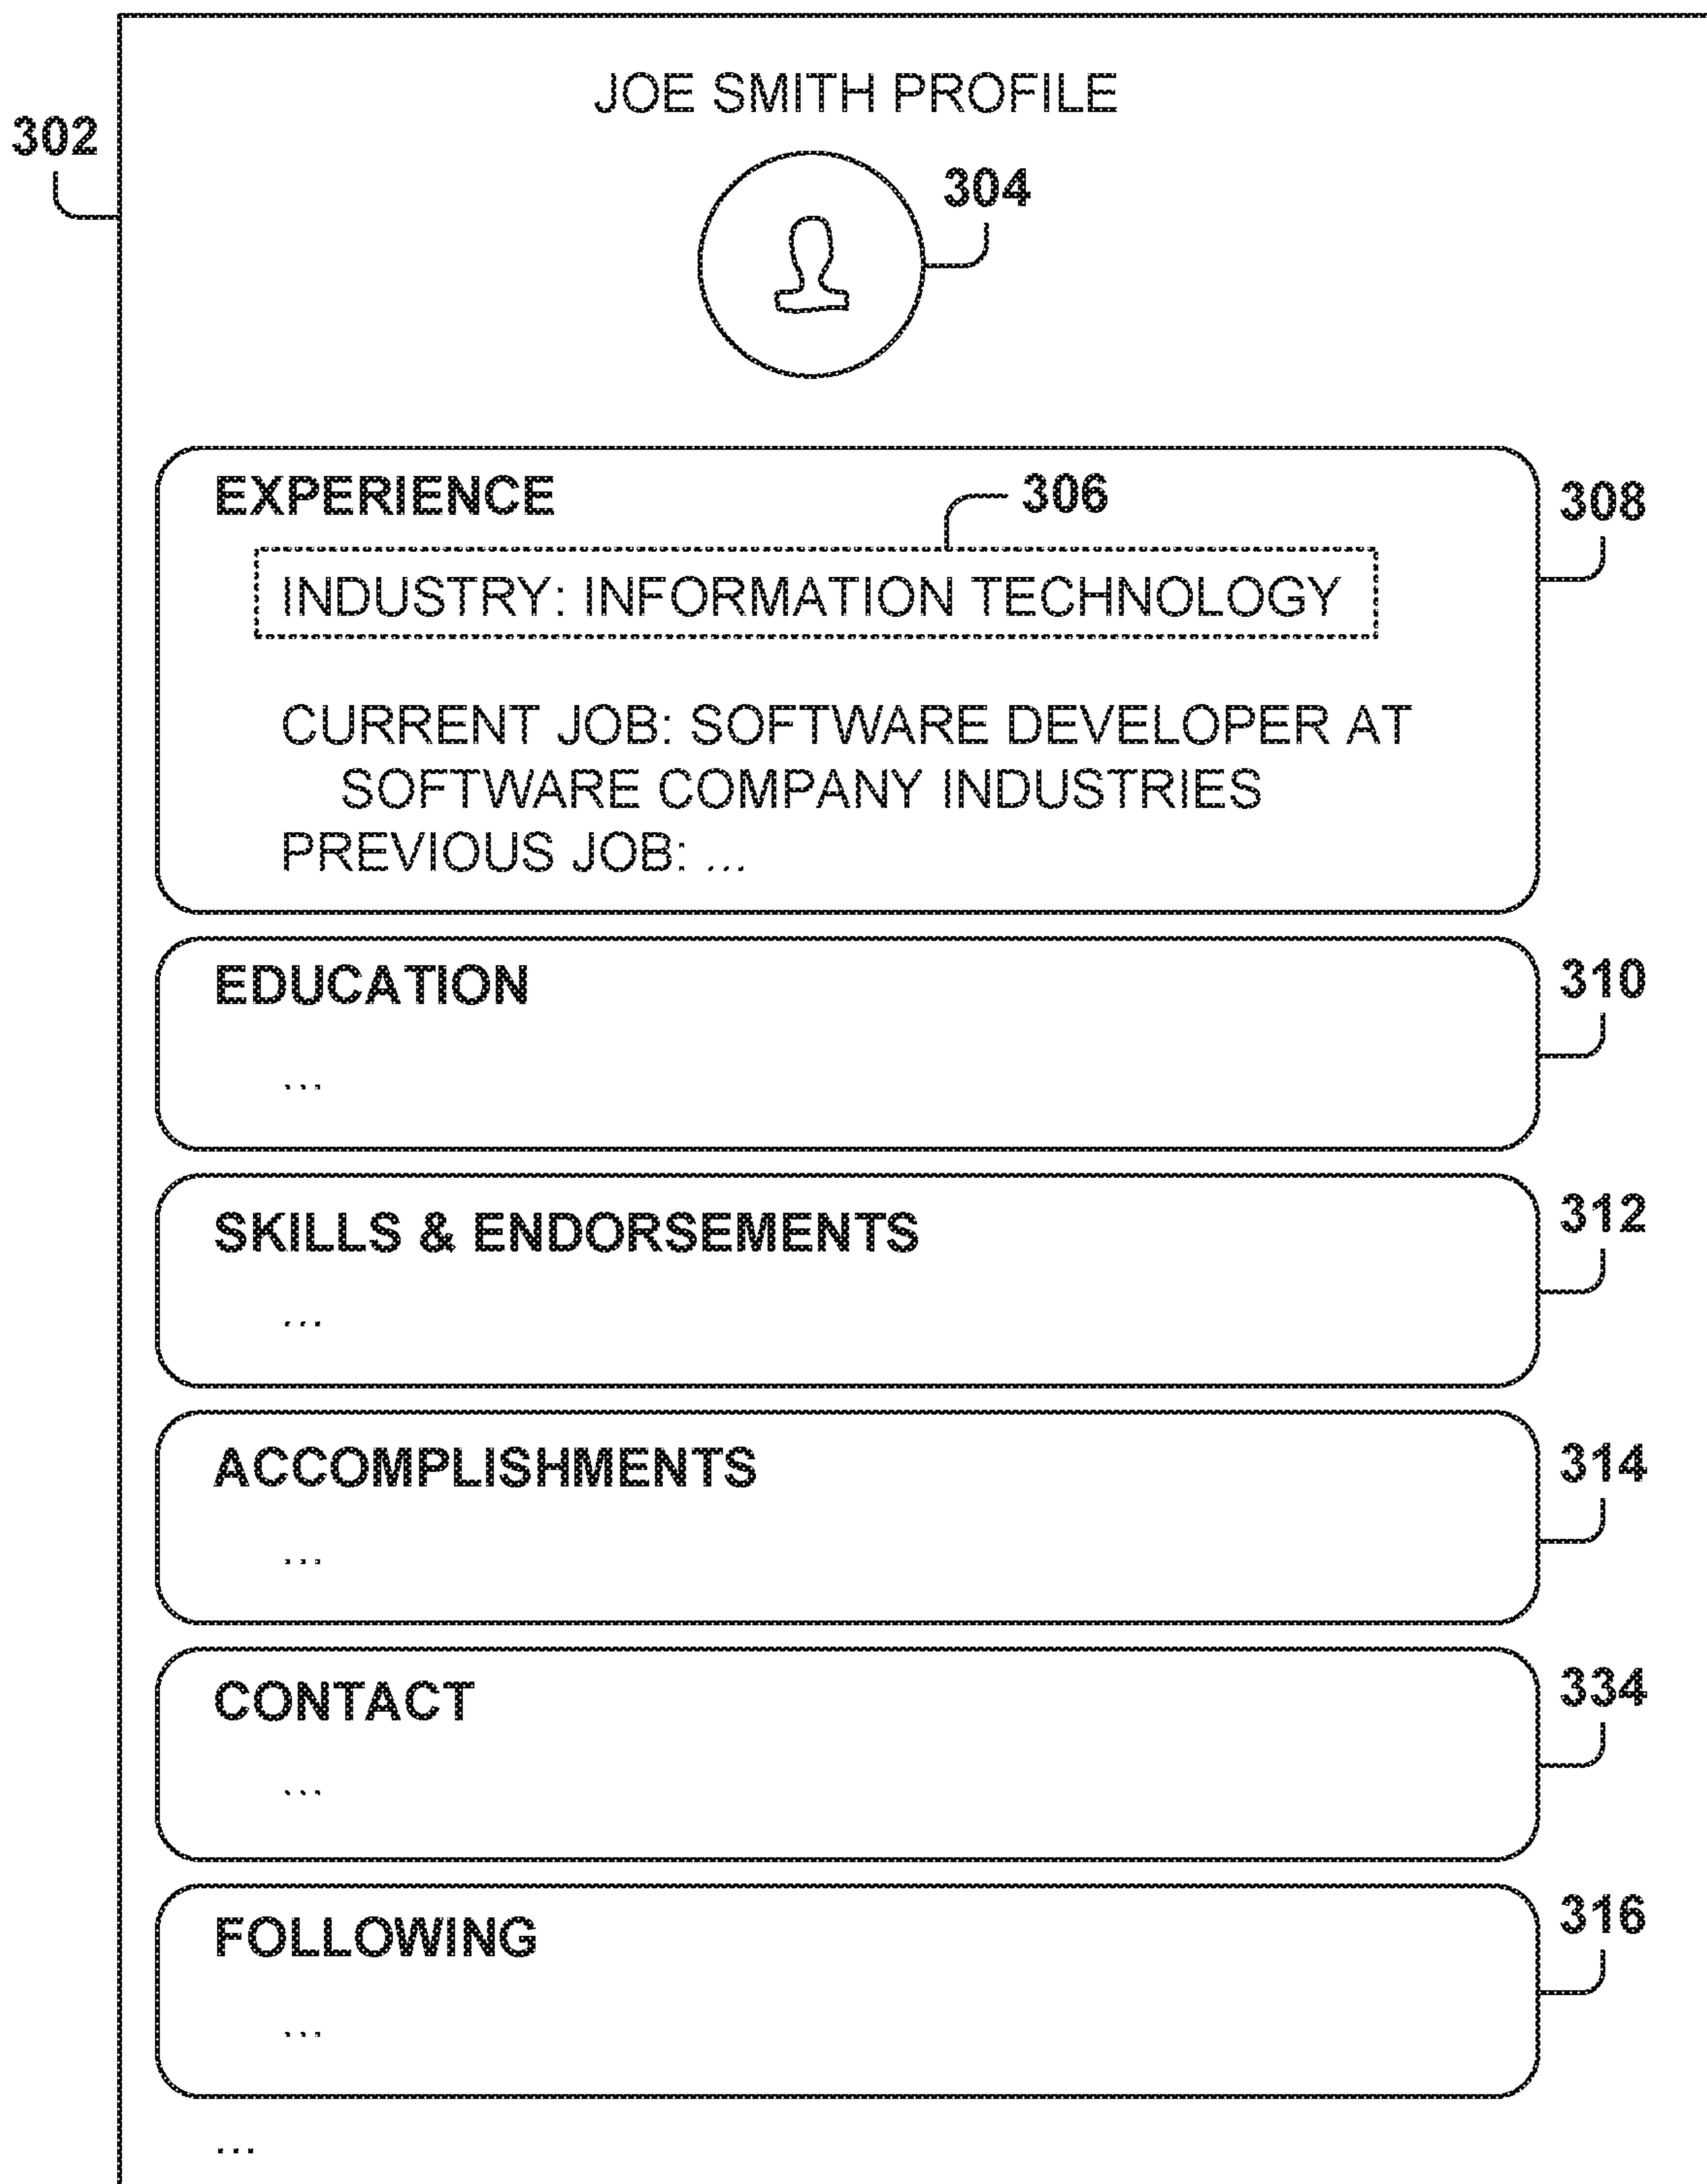 JOE SMITH PROFILE
302
304
EXPERIENCE
306
308
INDUSTRY: INFORMATION TECHNOLOGY
CURRENT JOB: SOFTWARE DEVELOPER AT
SOFTWARE COMPANY INDUSTRIES
PREVIOUS JOB: ...
EDUCATION
310
...
SKILLS & ENDORSEMENTS
312
...
ACCOMPLISHMENTS
314
...
CONTACT
334
...
FOLLOWING
316
...
...